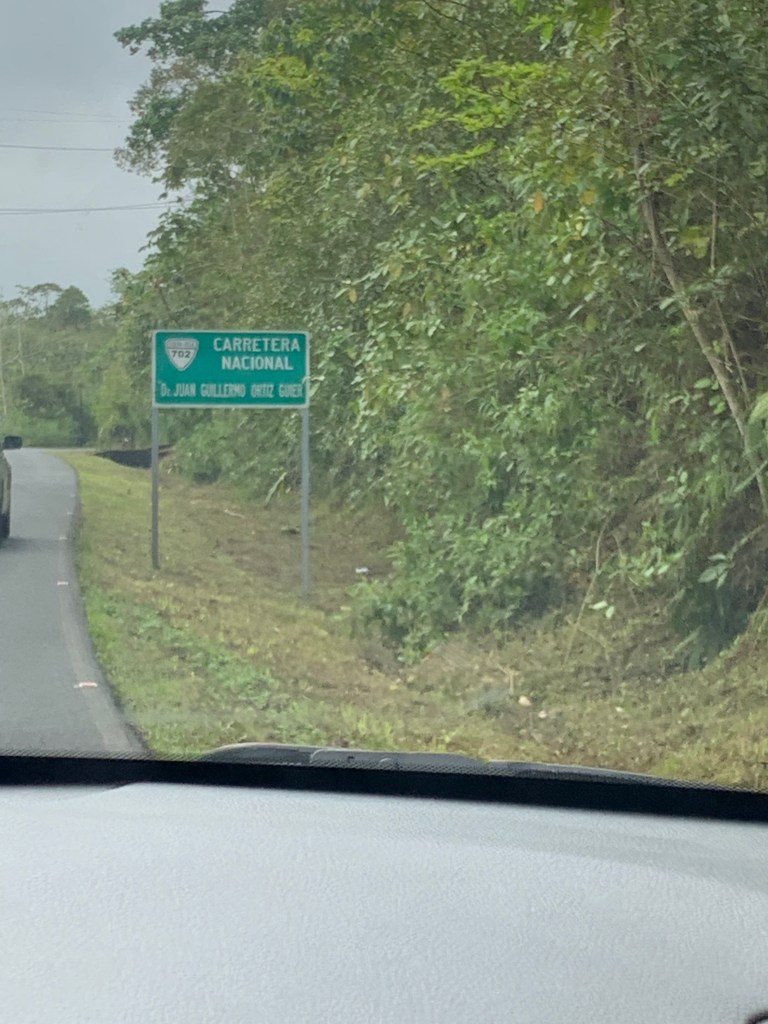 702
CARRETERA
NACIONAL
Dr. JUAN GUILLERMO ORTIZ GUIER